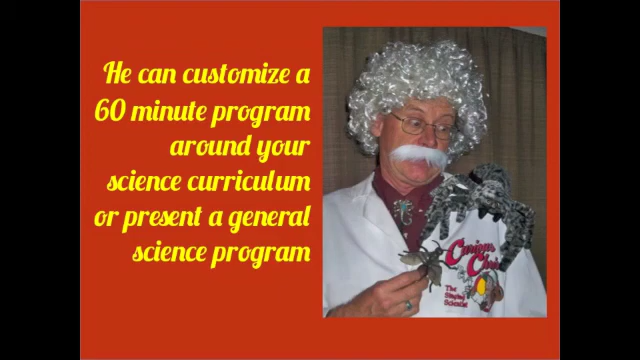 He can customize a
60 minute program
around your
science curriculum
or present a general
science program
Curious
Chris
The
Singing
Scientist